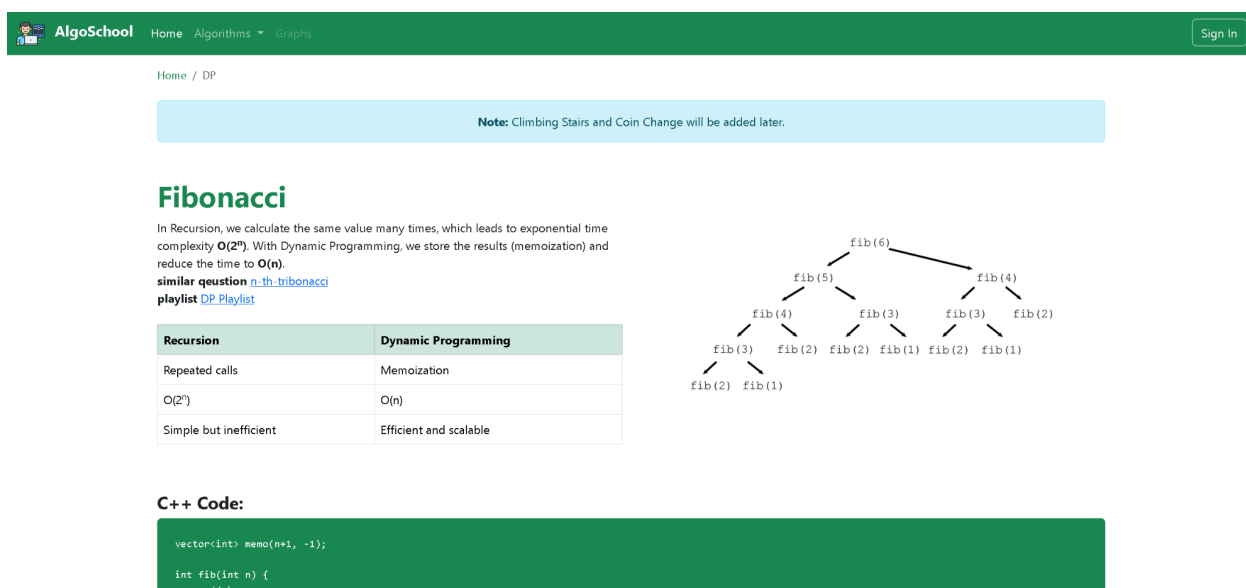 AlgoSchool Home Algorithms Graphs Sign In
Home / DP
Note: Climbing Stairs and Coin Change will be added later.
Fibonacci
In Recursion, we calculate the same value many times, which leads to exponential time
complexity O(2ⁿ). With Dynamic Programming, we store the results (memoization) and
reduce the time to O(n).
similar qeustion n-th-tribonacci
playlist DP Playlist
Recursion Dynamic Programming
Repeated calls Memoization
O(2ⁿ) O(n)
Simple but inefficient Efficient and scalable
fib(6)
fib(5) fib(4)
fib(4) fib(3) fib(3) fib(2)
fib(3) fib(2) fib(2) fib(1) fib(2) fib(1)
fib(2) fib(1)
C++ Code:
vector<int> memo(n+1, -1);
int fib(int n) {